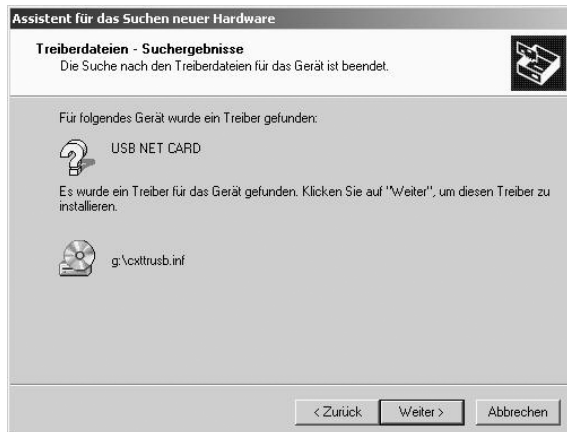 Assistent für das Suchen neuer Hardware
Treiberdateien - Suchergebnisse
Die Suche nach den Treiberdateien für das Gerät ist beendet.
Für folgendes Gerät wurde ein Treiber gefunden:
USB NET CARD
Es wurde ein Treiber für das Gerät gefunden. Klicken Sie auf "Weiter", um diesen Treiber zu
installieren.
g:\cxttrusb.inf
< Zurück
Weiter >
Abbrechen